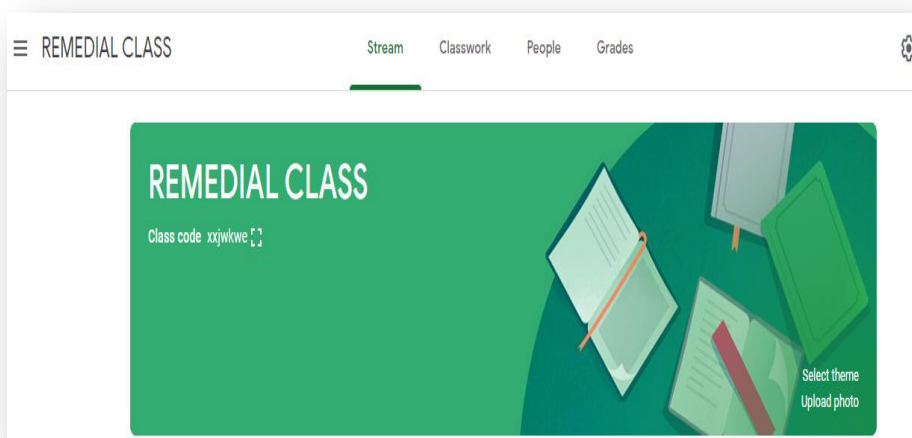 REMEDIAL CLASS
Stream Classwork People Grades
REMEDIAL CLASS
Class code xxjwkwe
Select theme
Upload photo